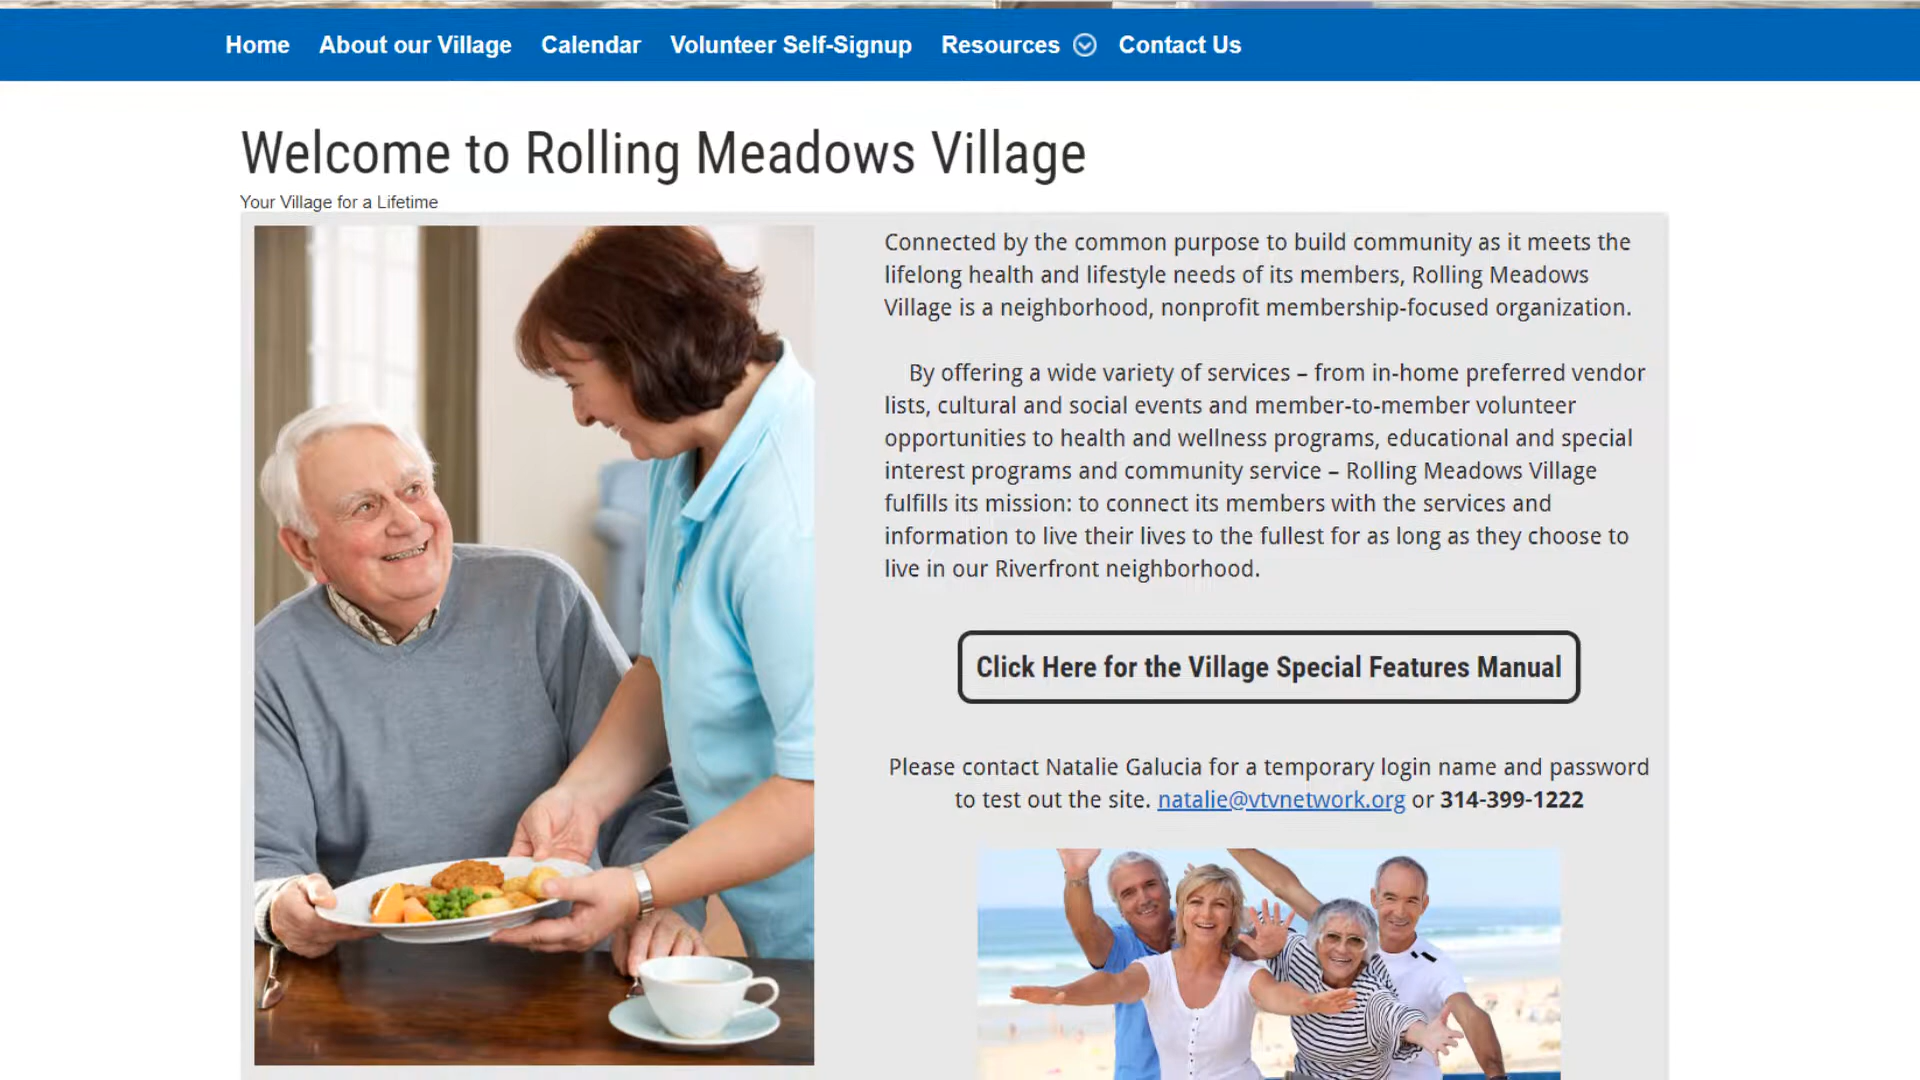 Home About our Village Calendar Volunteer Self-Signup Resources Contact Us
Welcome to Rolling Meadows Village
Your Village for a Lifetime
Connected by the common purpose to build community as it meets the
lifelong health and lifestyle needs of its members, Rolling Meadows
Village is a neighborhood, nonprofit membership-focused organization.
By offering a wide variety of services – from in-home preferred vendor
lists, cultural and social events and member-to-member volunteer
opportunities to health and wellness programs, educational and special
interest programs and community service – Rolling Meadows Village
fulfills its mission: to connect its members with the services and
information to live their lives to the fullest for as long as they choose to
live in our Riverfront neighborhood.
Click Here for the Village Special Features Manual
Please contact Natalie Galucia for a temporary login name and password
to test out the site. natalie@vtvnetwork.org or 314-399-1222